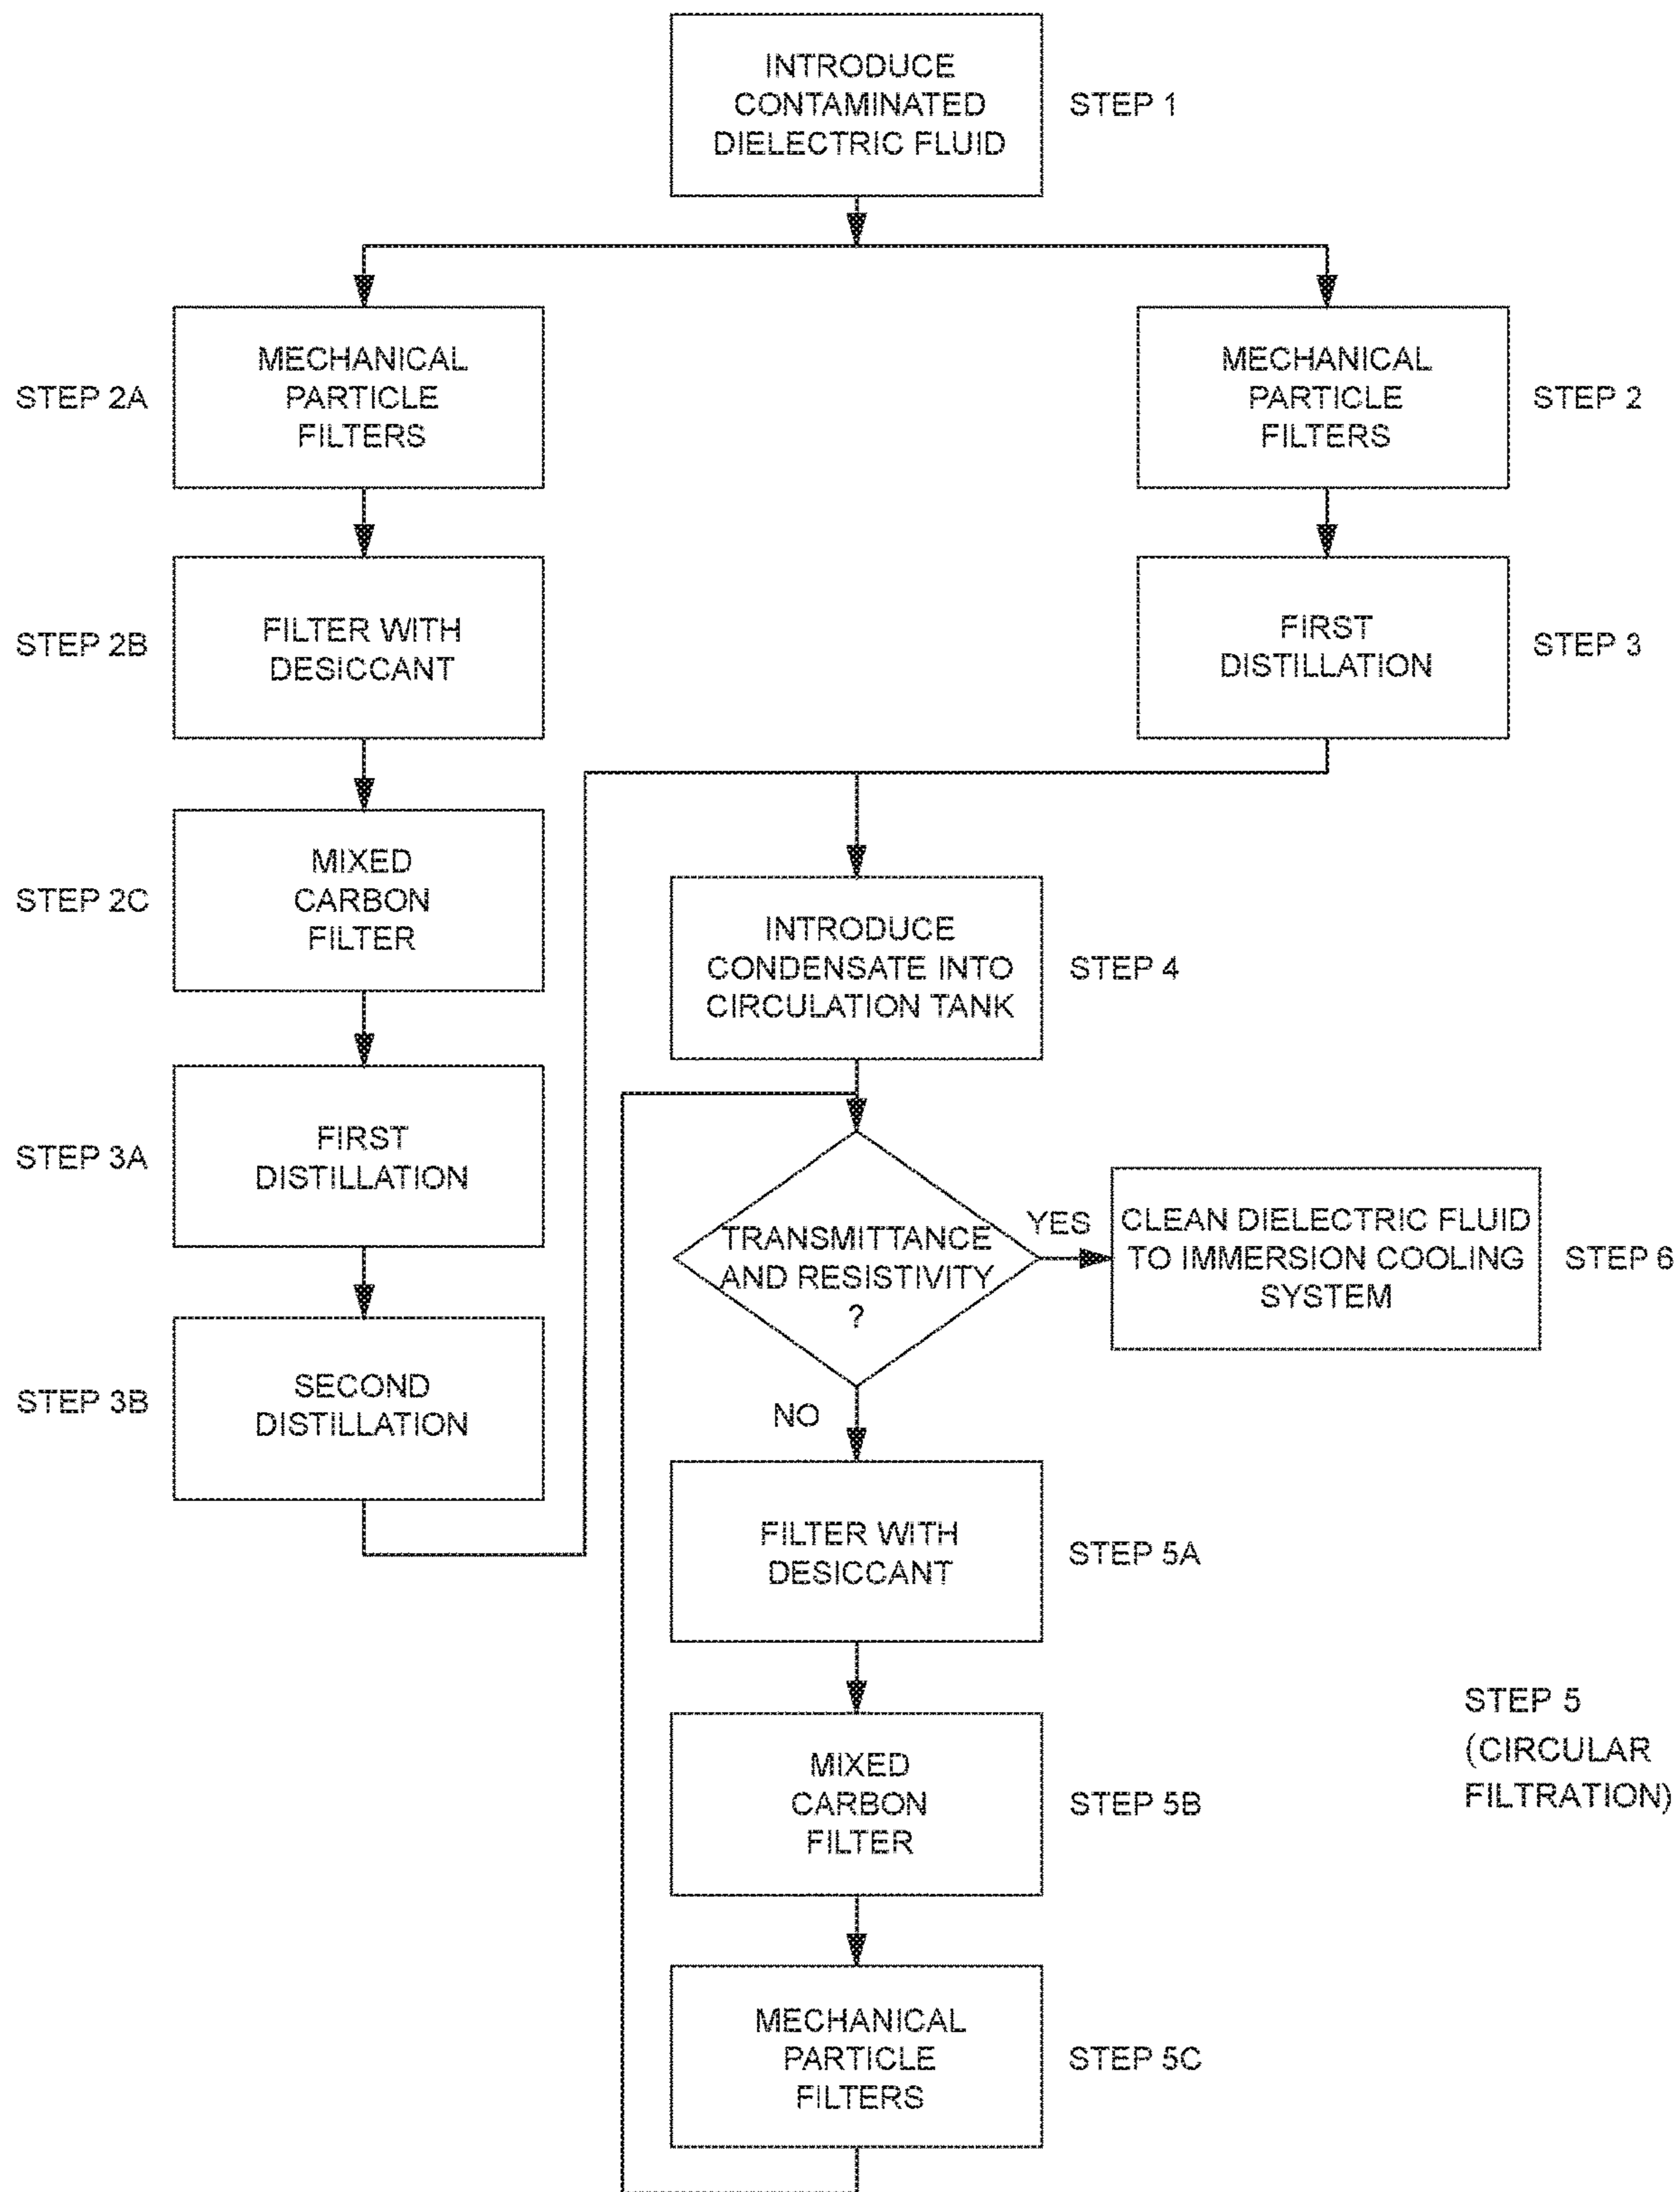 INTRODUCE
CONTAMINATED
DIELECTRIC FLUID
STEP 1
STEP 2A
MECHANICAL
PARTICLE
FILTERS
MECHANICAL
PARTICLE
FILTERS
STEP 2
STEP 2B
FILTER WITH
DESICCANT
FIRST
DISTILLATION
STEP 3
STEP 2C
MIXED
CARBON
FILTER
INTRODUCE
CONDENSATE INTO
CIRCULATION TANK
STEP 4
STEP 3A
FIRST
DISTILLATION
TRANSMITTANCE
AND RESISTIVITY
?
YES
CLEAN DIELECTRIC FLUID
TO IMMERSION COOLING
SYSTEM
STEP 6
STEP 3B
SECOND
DISTILLATION
NO
FILTER WITH
DESICCANT
STEP 5A
MIXED
CARBON
FILTER
STEP 5B
STEP 5
(CIRCULAR
FILTRATION)
MECHANICAL
PARTICLE
FILTERS
STEP 5C